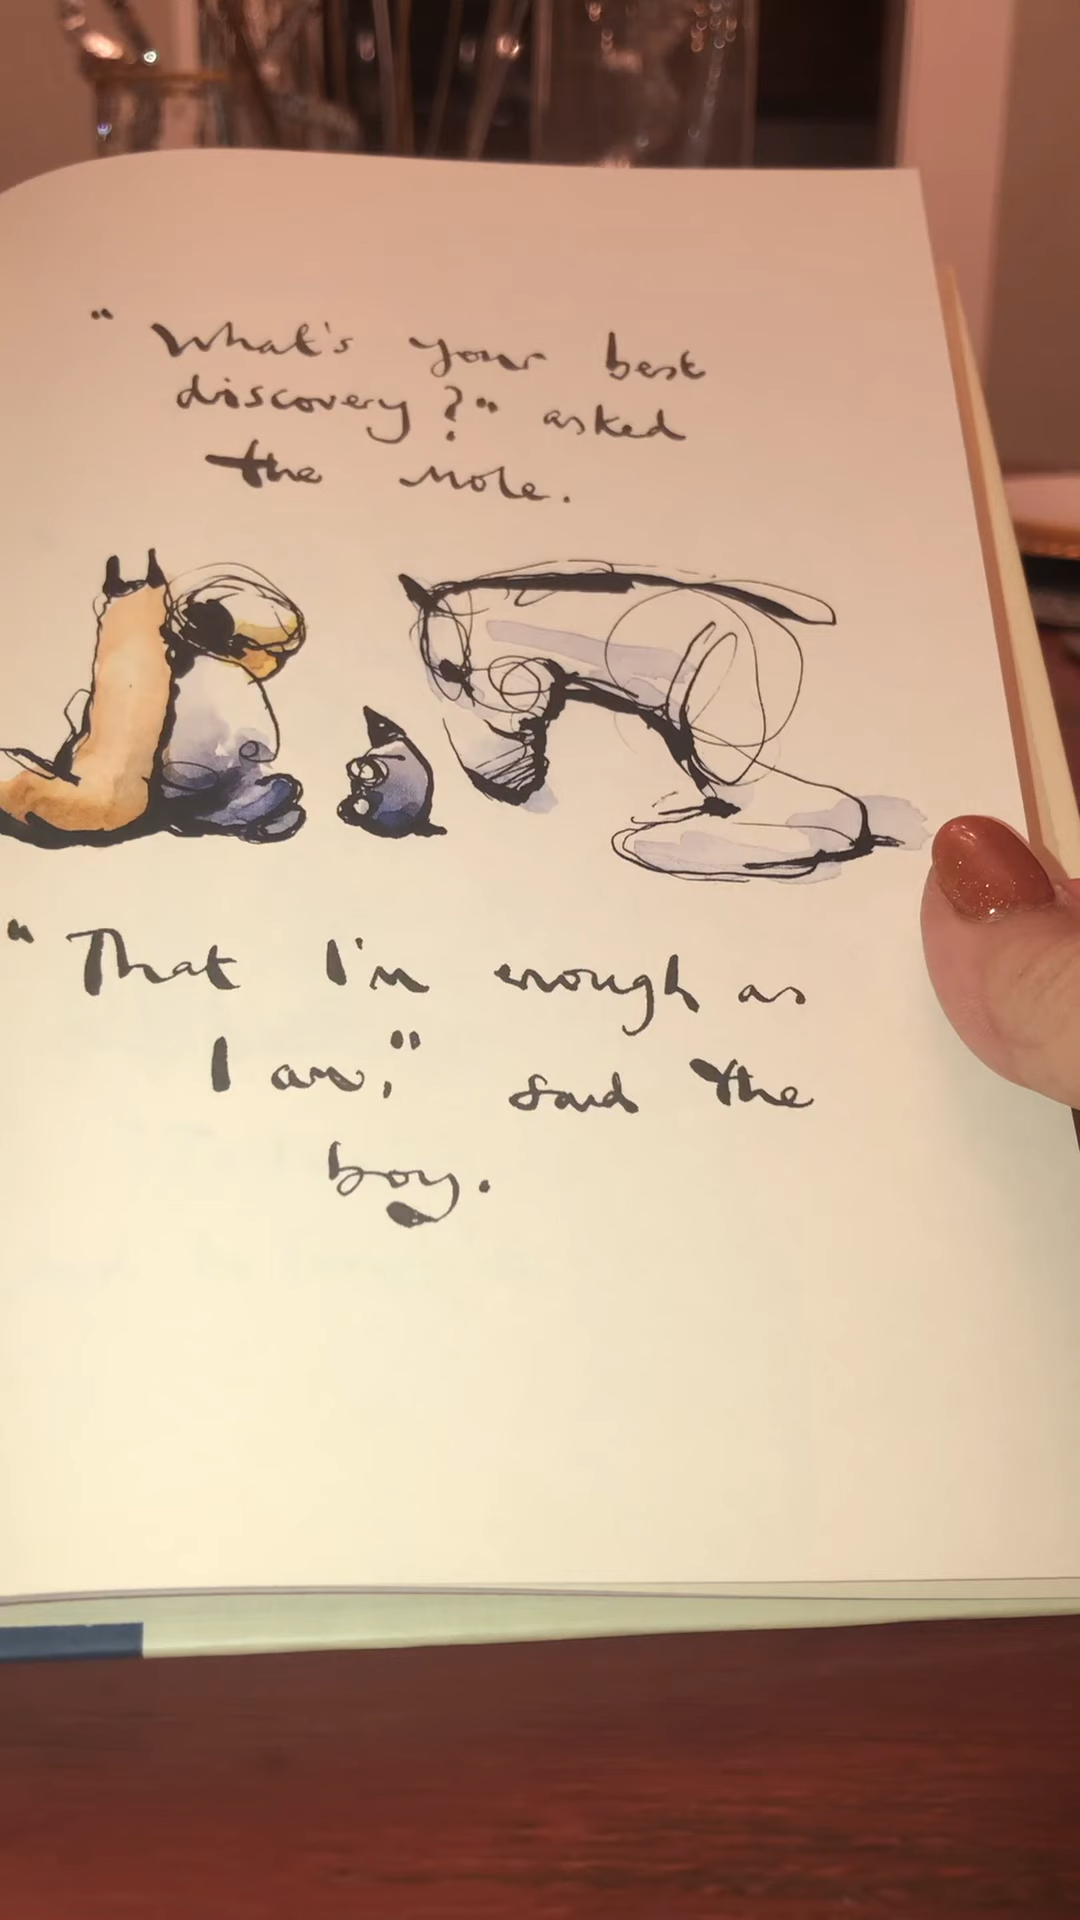 "What's your best
discovery?" asked
the mole.
"That I'm enough as
I am," said the
boy.